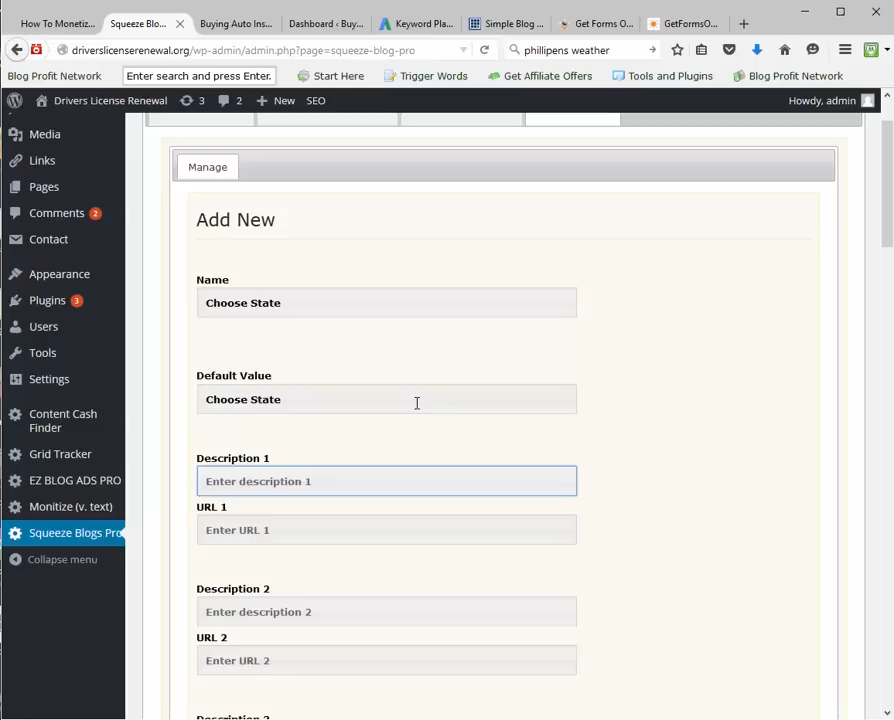 How To Monetiz...
Squeeze Blo...
Buying Auto Ins...
Dashboard ‹ Buy...
Keyword Pla...
Simple Blog ...
Get Forms O...
GetFormsO...
driverslicenserenewal.org/wp-admin/admin.php?page=squeeze-blog-pro
phillipens weather
Blog Profit Network
Enter search and press Enter.
Start Here
Trigger Words
Get Affiliate Offers
Tools and Plugins
Blog Profit Network
Drivers License Renewal
3
2
New
SEO
Howdy, admin
Media
Links
Pages
Comments 2
Contact
Appearance
Plugins 3
Users
Tools
Settings
Content Cash
Finder
Grid Tracker
EZ BLOG ADS PRO
Monitize (v. text)
Squeeze Blogs Pro
Collapse menu
Manage
Add New
Name
Choose State
Default Value
Choose State
Description 1
Enter description 1
URL 1
Enter URL 1
Description 2
Enter description 2
URL 2
Enter URL 2
Description 3